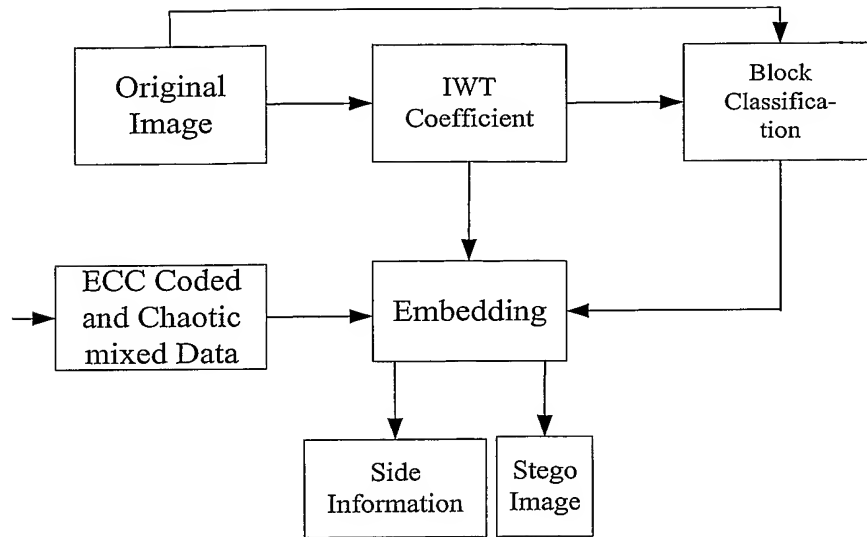 Original
Image
IWT
Coefficient
Block
Classifica-
tion
ECC Coded
and Chaotic
mixed Data
Embedding
Side
Information
Stego
Image